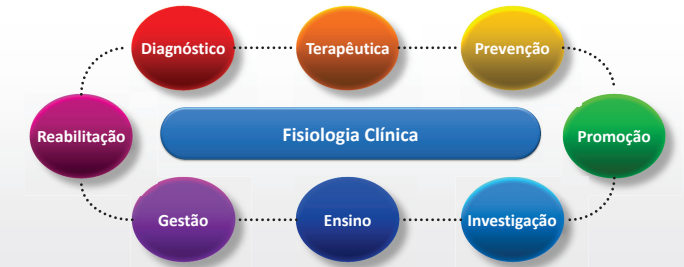 Diagnóstico
Terapêutica
Prevenção
Reabilitação
Fisiologia Clínica
Promoção
Gestão
Ensino
Investigação